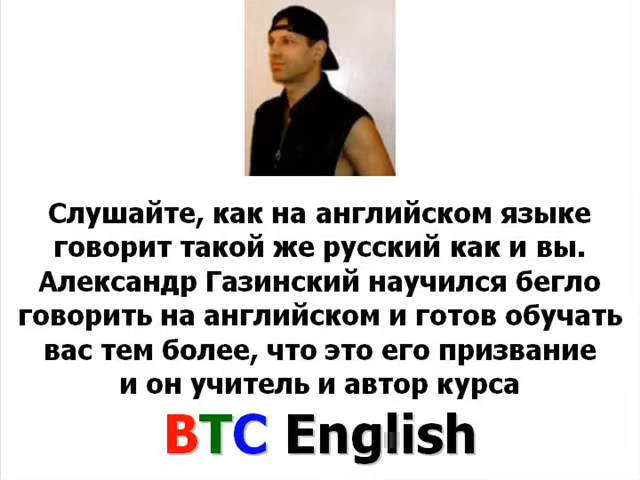 Слушайте, как на английском языке
говорит такой же русский как и вы.
Александр Газинский научился бегло
говорить на английском и готов обучать
вас тем более, что это его призвание
и он учитель и автор курса
BTC English